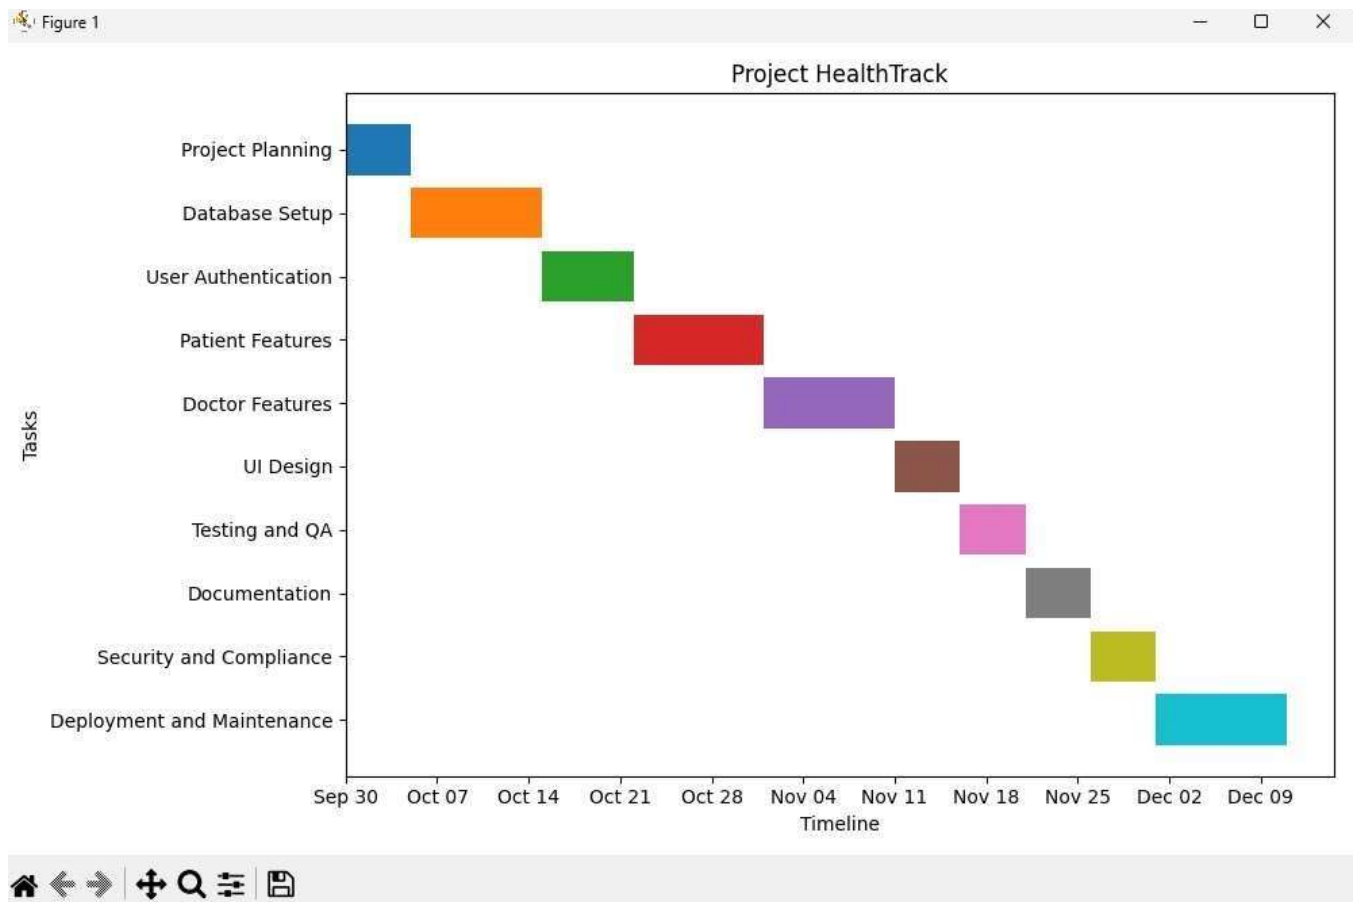 Figure 1
Project HealthTrack
Project Planning
Database Setup
User Authentication
Patient Features
Doctor Features
UI Design
Testing and QA
Documentation
Security and Compliance
Deployment and Maintenance
Tasks
Sep 30 Oct 07 Oct 14 Oct 21 Oct 28 Nov 04 Nov 11 Nov 18 Nov 25 Dec 02 Dec 09
Timeline